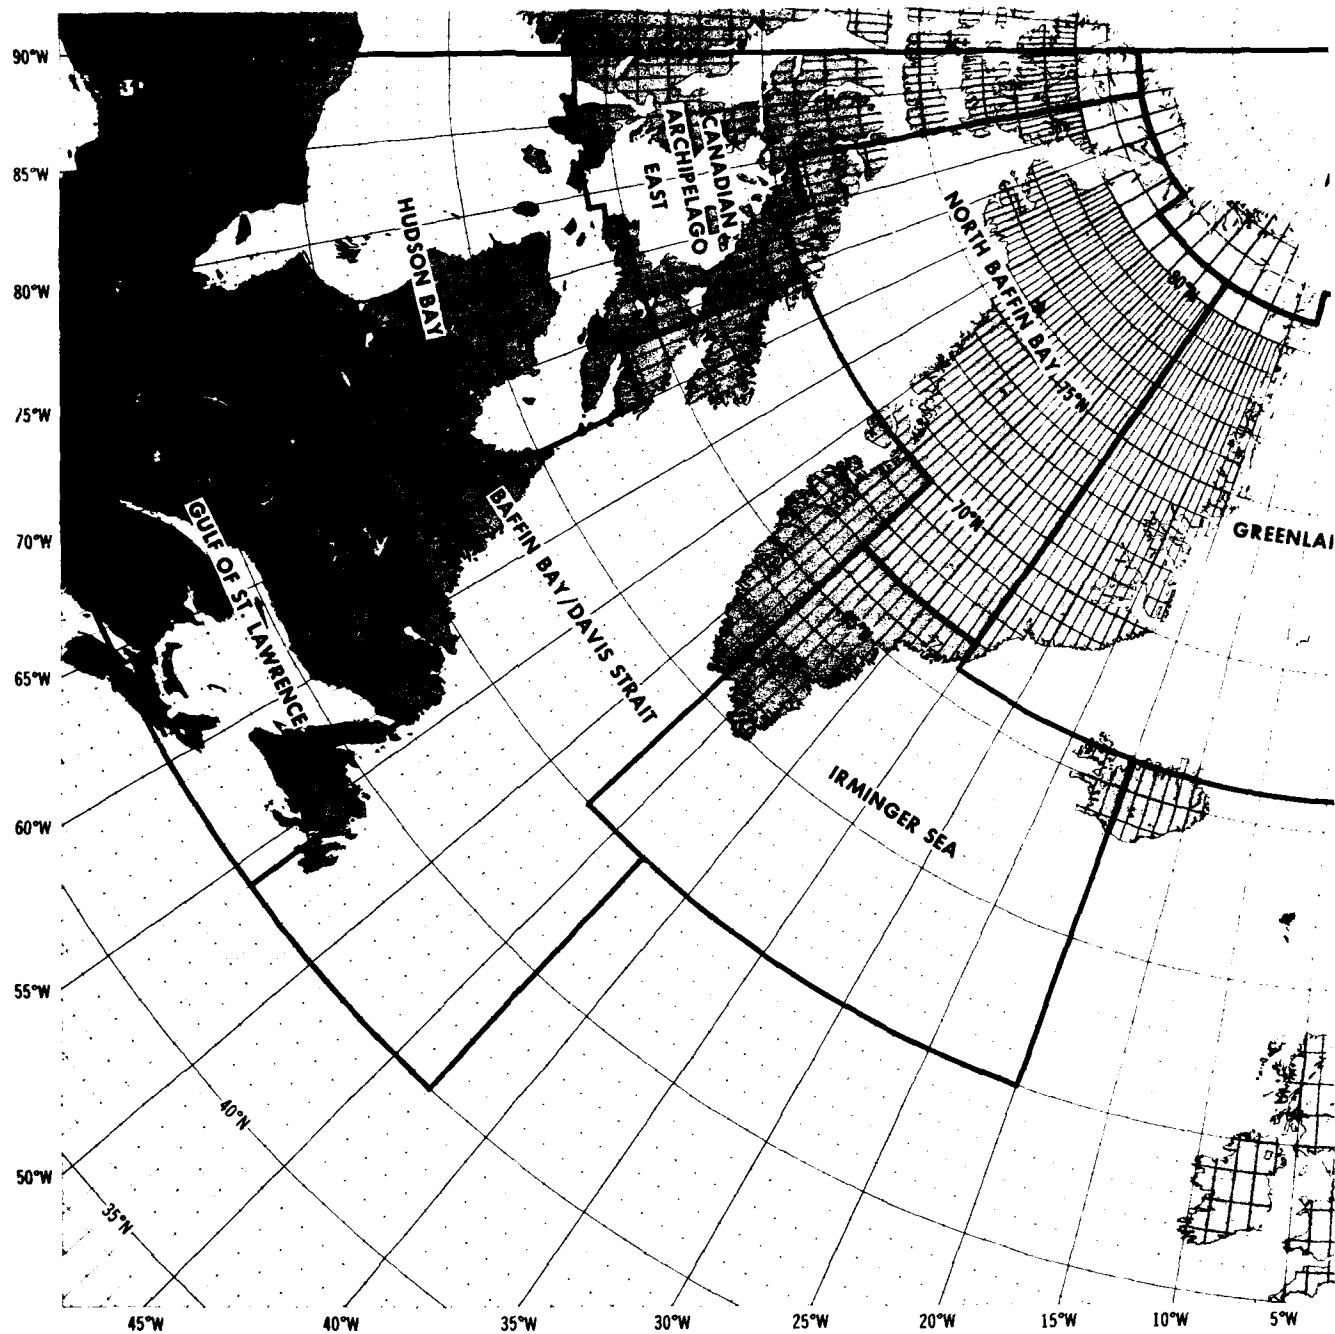 90°W
85°W
80°W
75°W
70°W
65°W
60°W
55°W
50°W
45°W
40°W
35°W
30°W
25°W
20°W
15°W
10°W
5°W
CANADIAN
ARCHIPELAGO
EAST
HUDSON BAY
NORTH BAFFIN BAY
80°N
75°N
70°N
GREENLAI
GULF OF ST. LAWRENCE
BAFFIN BAY/DAVIS STRAIT
IRMINGER SEA
40°N
35°N